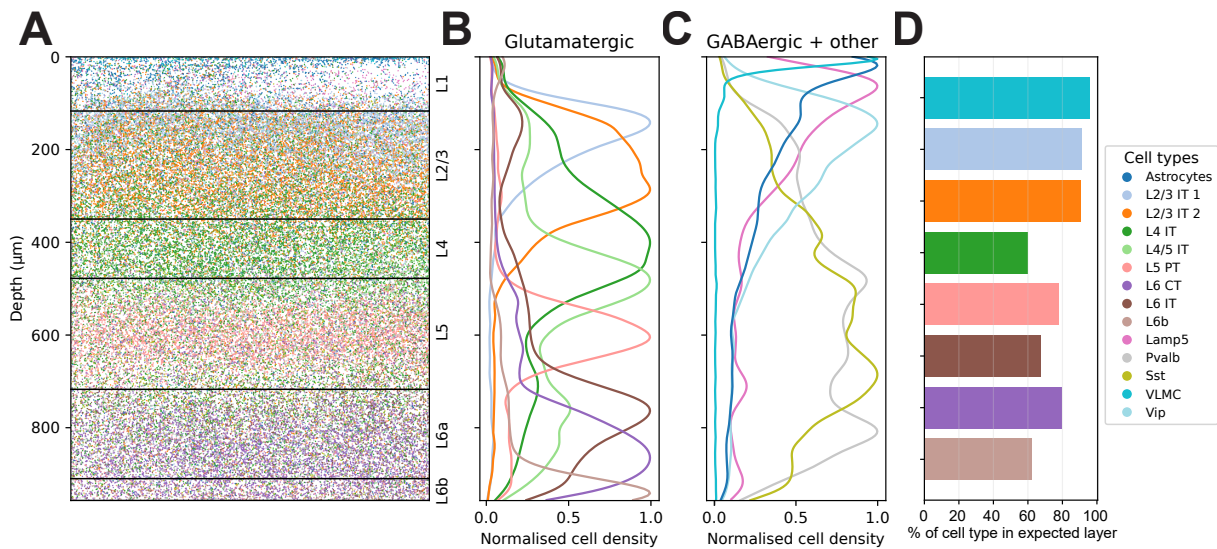 A
B
C
D
Glutamatergic
GABAergic + other
0
200
400
600
800
Depth (µm)
L1
L2/3
L4
L5
L6a
L6b
0.0
0.5
1.0
Normalised cell density
0.0
0.5
1.0
Normalised cell density
0
20
40
60
80
100
% of cell type in expected layer
Cell types
Astrocytes
L2/3 IT 1
L2/3 IT 2
L4 IT
L4/5 IT
L5 PT
L6 CT
L6 IT
L6b
Lamp5
Pvalb
Sst
VLMC
Vip